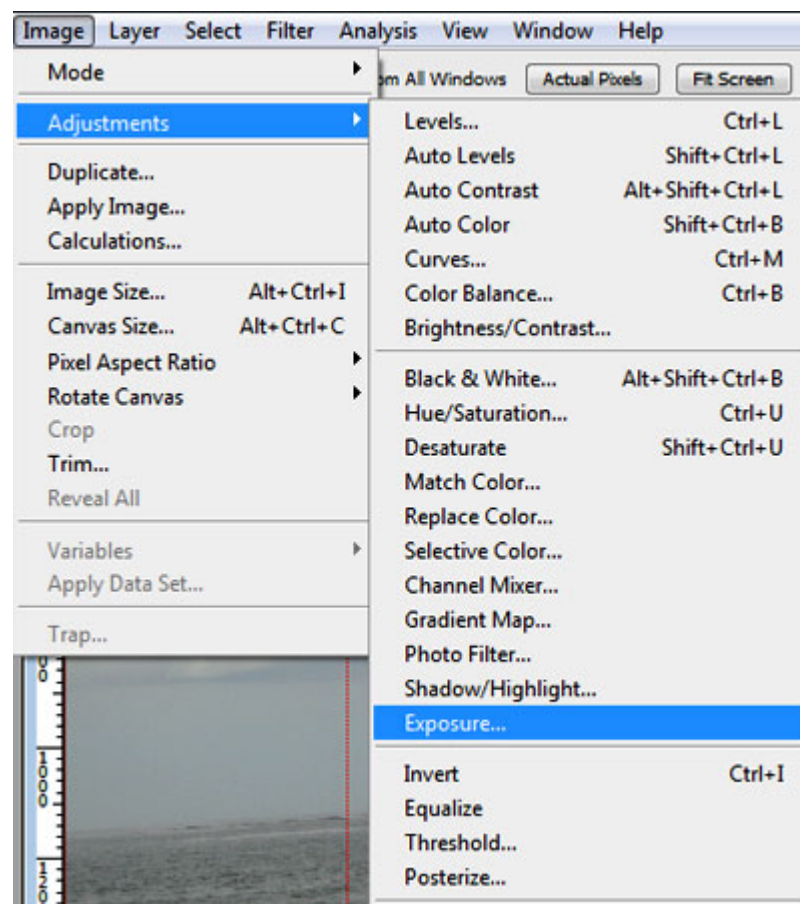 Image Layer Select Filter Analysis View Window Help
om All Windows Actual Pixels Fit Screen
Mode
Adjustments
Duplicate...
Apply Image...
Calculations...
Image Size... Alt+Ctrl+I
Canvas Size... Alt+Ctrl+C
Pixel Aspect Ratio
Rotate Canvas
Crop
Trim...
Reveal All
Variables
Apply Data Set...
Trap...
Levels... Ctrl+L
Auto Levels Shift+Ctrl+L
Auto Contrast Alt+Shift+Ctrl+L
Auto Color Shift+Ctrl+B
Curves... Ctrl+M
Color Balance... Ctrl+B
Brightness/Contrast...
Black & White... Alt+Shift+Ctrl+B
Hue/Saturation... Ctrl+U
Desaturate Shift+Ctrl+U
Match Color...
Replace Color...
Selective Color...
Channel Mixer...
Gradient Map...
Photo Filter...
Shadow/Highlight...
Exposure...
Invert Ctrl+I
Equalize
Threshold...
Posterize...
1000